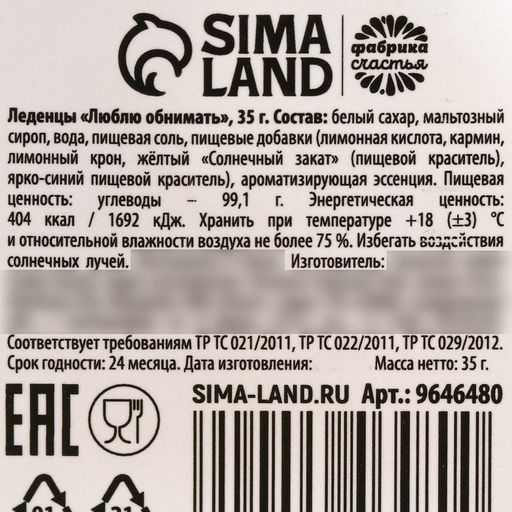 SIMA
LAND
фабрика
счастья
Леденцы «Люблю обнимать», 35 г. Состав: белый сахар, мальтозный
сироп, вода, пищевая соль, пищевые добавки (лимонная кислота, кармин,
лимонный крон, жёлтый «Солнечный закат» (пищевой краситель),
ярко-синий пищевой краситель), ароматизирующая эссенция. Пищевая
ценность: углеводы – 99,1 г. Энергетическая ценность:
404 ккал / 1692 кДж. Хранить при температуре +18 (±3) °С
и относительной влажности воздуха не более 75 %. Избегать воздействия
солнечных лучей. Изготовитель:
Соответствует требованиям ТР ТС 021/2011, ТР ТС 022/2011, ТР ТС 029/2012.
Срок годности: 24 месяца. Дата изготовления: Масса нетто: 35 г.
SIMA-LAND.RU Арт.: 9646480
EAC